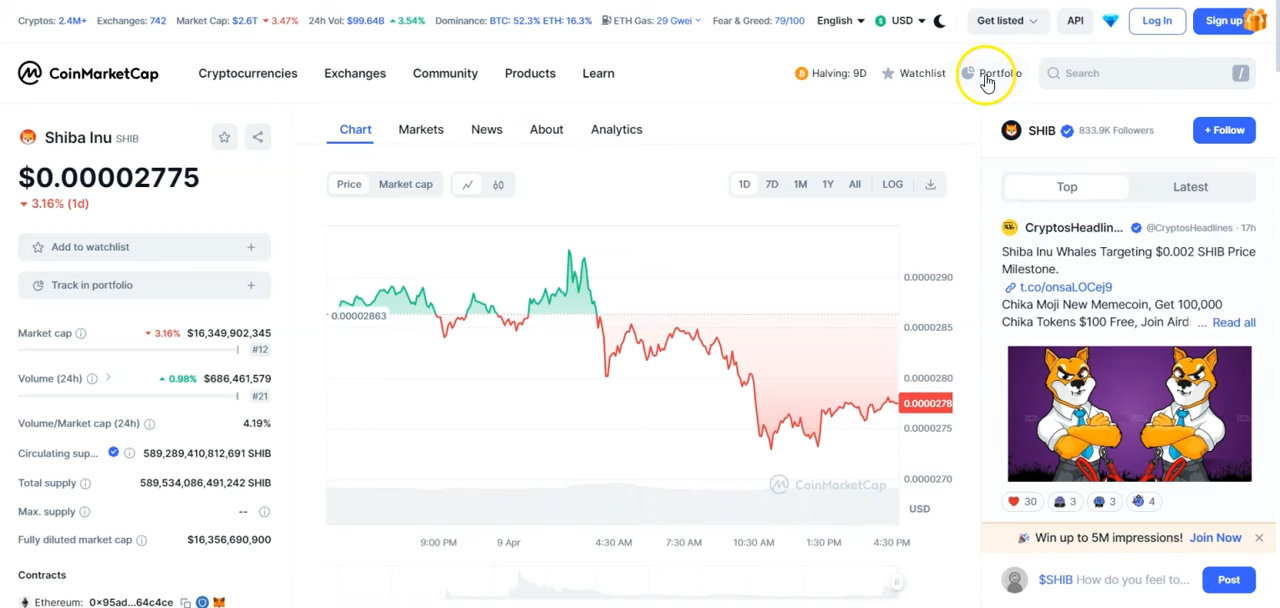 Cryptos: 2.4M+ Exchanges: 742 Market Cap: $2.6T 3.47% 24h Vol: $99.64B 3.54% Dominance: BTC: 52.3% ETH: 16.3% ETH Gas: 29 Gwei Fear & Greed: 79/100 English USD Get listed API Log In Sign up
CoinMarketCap Cryptocurrencies Exchanges Community Products Learn Halving: 9D Watchlist Portfolio Search /
Shiba Inu SHIB
$0.00002775
3.16% (1d)
Add to watchlist +
Track in portfolio +
Market cap 3.16% $16,349,902,345
#12
Volume (24h) 0.98% $686,461,579
#21
Volume/Market cap (24h) 4.19%
Circulating sup... 589,289,410,812,691 SHIB
Total supply 589,534,086,491,242 SHIB
Max. supply --
Fully diluted market cap $16,356,690,900
Contracts
Ethereum: 0x95ad...64c4ce
Chart Markets News About Analytics
Price Market cap 1D 7D 1M 1Y All LOG
0.00002863
0.0000290
0.0000285
0.0000280
0.0000278
0.0000275
0.0000270
CoinMarketCap
USD
9:00 PM 9 Apr 4:30 AM 7:30 AM 10:30 AM 1:30 PM 4:30 PM
SHIB 833.9K Followers + Follow
Top Latest
CryptosHeadlin... @CryptosHeadlines · 17h
Shiba Inu Whales Targeting $0.002 SHIB Price
Milestone.
t.co/onsaLOCej9
Chika Moji New Memecoin, Get 100,000
Chika Tokens $100 Free, Join Aird ... Read all
30 3 3 4
Win up to 5M impressions! Join Now
$SHIB How do you feel to... Post